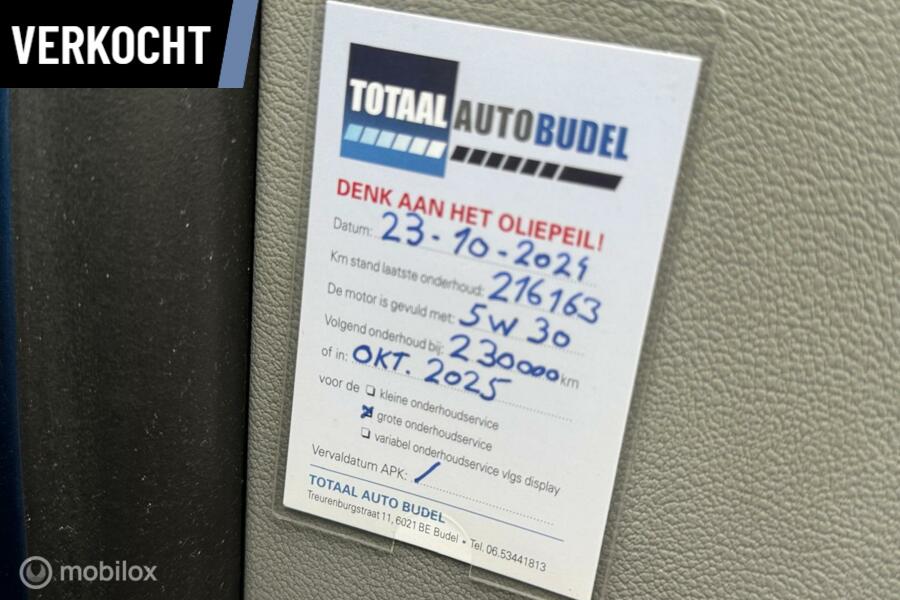 VERKOCHT
TOTAAL AUTOBUDEL
DENK AAN HET OLIEPEIL!
Datum: 23-10-2024
Km stand laatste onderhoud: 216163
De motor is gevuld met: 5W30
Volgend onderhoud bij: 230000 km
of in: OKT. 2025
voor de kleine onderhoudservice
grote onderhoudservice
variabel onderhoudservice vlgs display
Vervaldatum APK: /
TOTAAL AUTO BUDEL
Treurenburgstraat 11, 6021 BE Budel • Tel. 06.53441813
mobilox